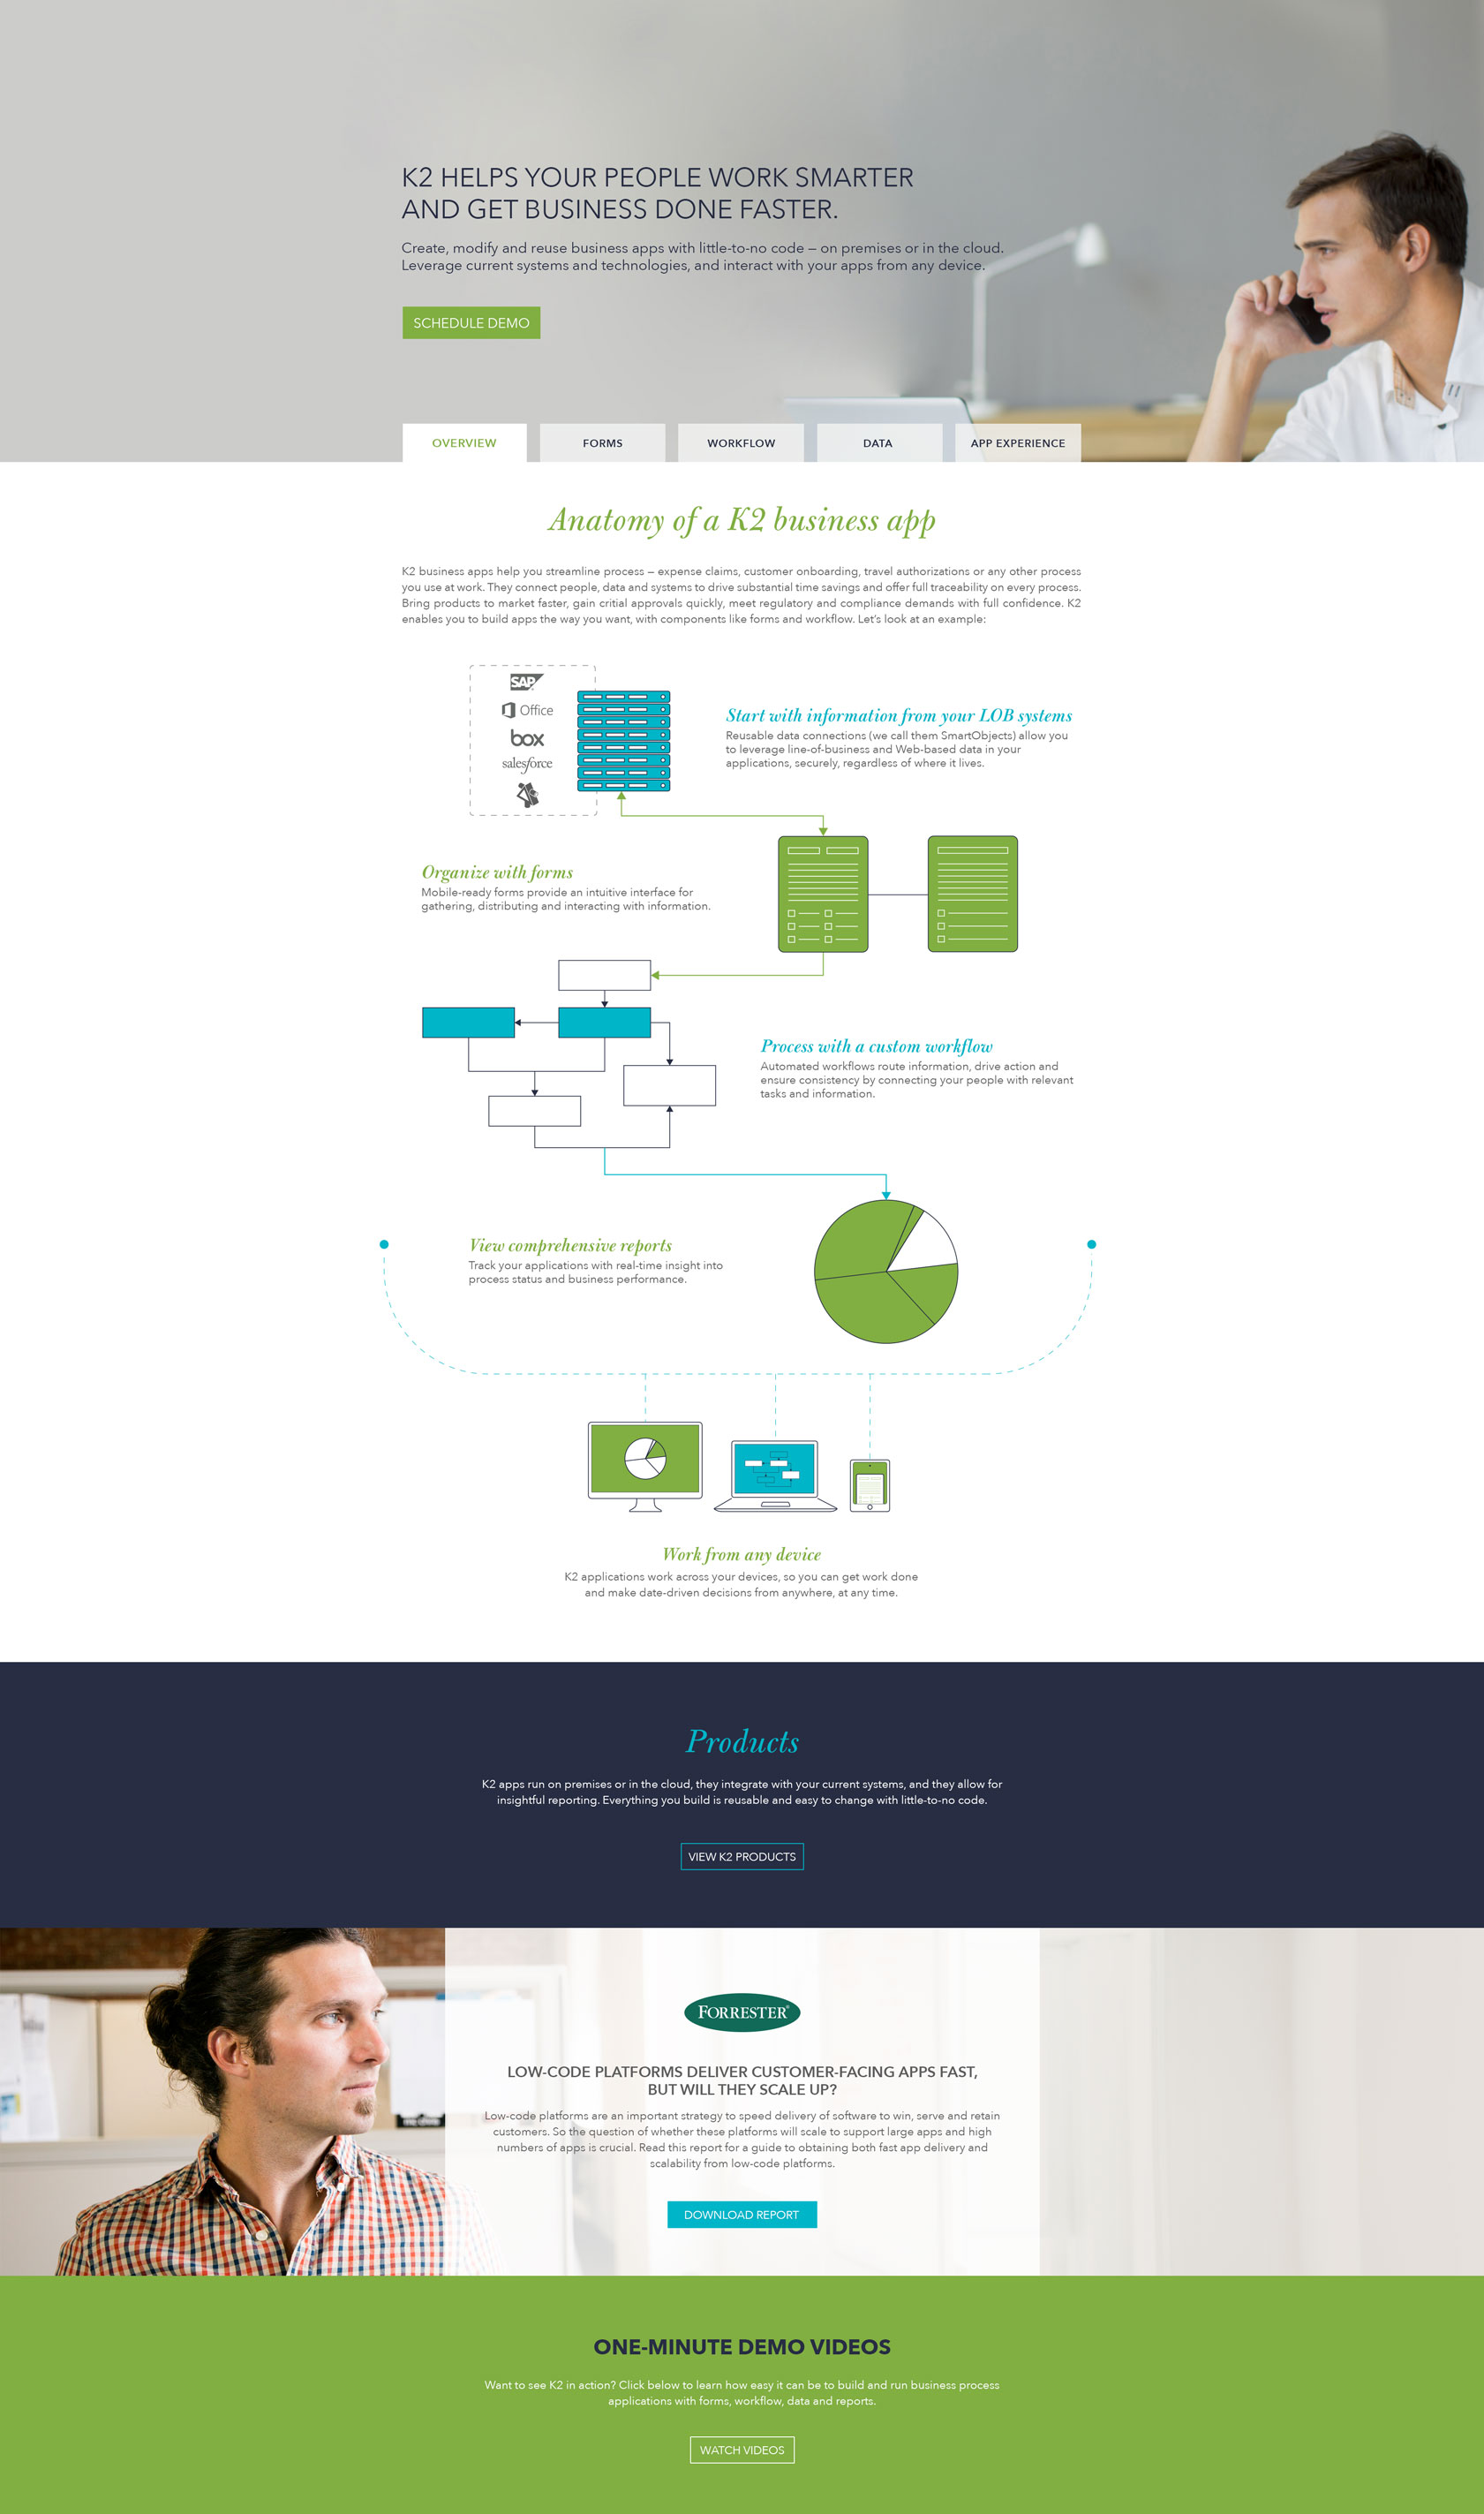 K2 HELPS YOUR PEOPLE WORK SMARTER
AND GET BUSINESS DONE FASTER.
Create, modify and reuse business apps with little-to-no code – on premises or in the cloud.
Leverage current systems and technologies, and interact with your apps from any device.
SCHEDULE DEMO
OVERVIEW
FORMS
WORKFLOW
DATA
APP EXPERIENCE
Anatomy of a K2 business app
K2 business apps help you streamline process – expense claims, customer onboarding, travel authorizations or any other process
you use at work. They connect people, data and systems to drive substantial time savings and offer full traceability on every process.
Bring products to market faster, gain critial approvals quickly, meet regulatory and compliance demands with full confidence. K2
enables you to build apps the way you want, with components like forms and workflow. Let's look at an example:
SAP
Office
box
salesforce
Start with information from your LOB systems
Reusable data connections (we call them SmartObjects) allow you
to leverage line-of-business and Web-based data in your
applications, securely, regardless of where it lives.
Organize with forms
Mobile-ready forms provide an intuitive interface for
gathering, distributing and interacting with information.
Process with a custom workflow
Automated workflows route information, drive action and
ensure consistency by connecting your people with relevant
tasks and information.
View comprehensive reports
Track your applications with real-time insight into
process status and business performance.
Work from any device
K2 applications work across your devices, so you can get work done
and make date-driven decisions from anywhere, at any time.
Products
K2 apps run on premises or in the cloud, they integrate with your current systems, and they allow for
insightful reporting. Everything you build is reusable and easy to change with little-to-no code.
VIEW K2 PRODUCTS
FORRESTER®
LOW-CODE PLATFORMS DELIVER CUSTOMER-FACING APPS FAST,
BUT WILL THEY SCALE UP?
Low-code platforms are an important strategy to speed delivery of software to win, serve and retain
customers. So the question of whether these platforms will scale to support large apps and high
numbers of apps is crucial. Read this report for a guide to obtaining both fast app delivery and
scalability from low-code platforms.
DOWNLOAD REPORT
ONE-MINUTE DEMO VIDEOS
Want to see K2 in action? Click below to learn how easy it can be to build and run business process
applications with forms, workflow, data and reports.
WATCH VIDEOS